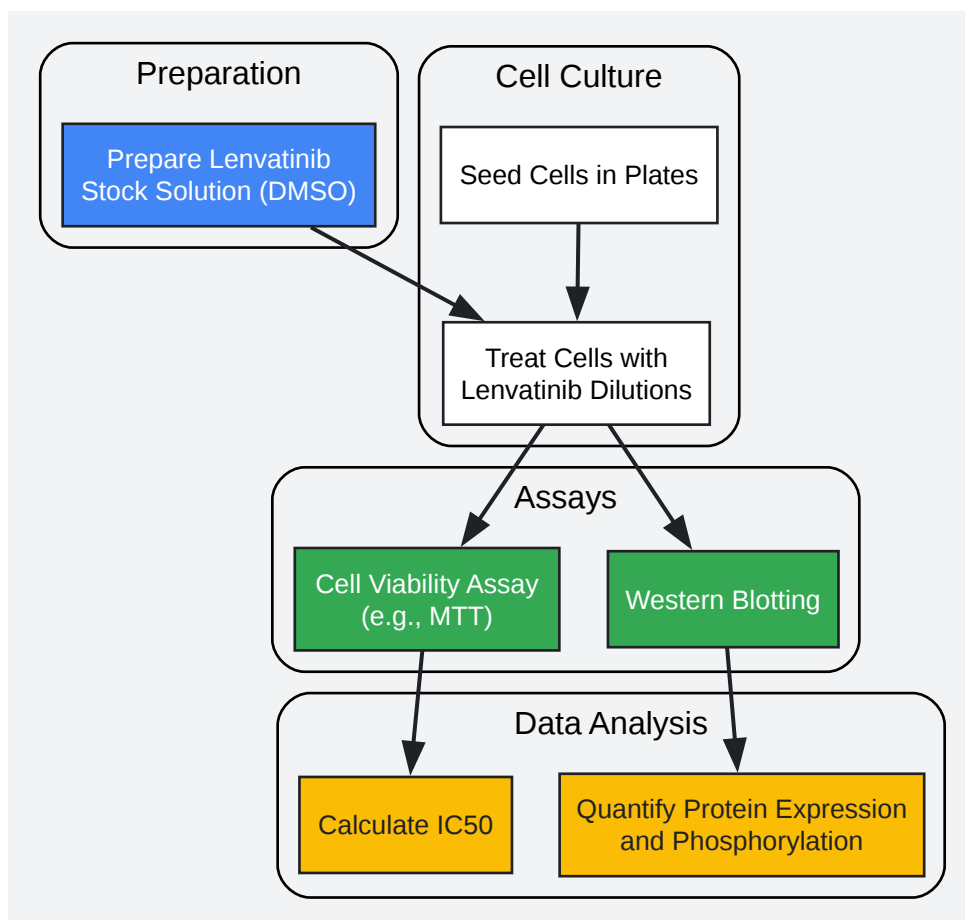 Preparation
Prepare Lenvatinib
Stock Solution (DMSO)
Cell Culture
Seed Cells in Plates
Treat Cells with
Lenvatinib Dilutions
Assays
Cell Viability Assay
(e.g., MTT)
Western Blotting
Data Analysis
Calculate IC50
Quantify Protein Expression
and Phosphorylation